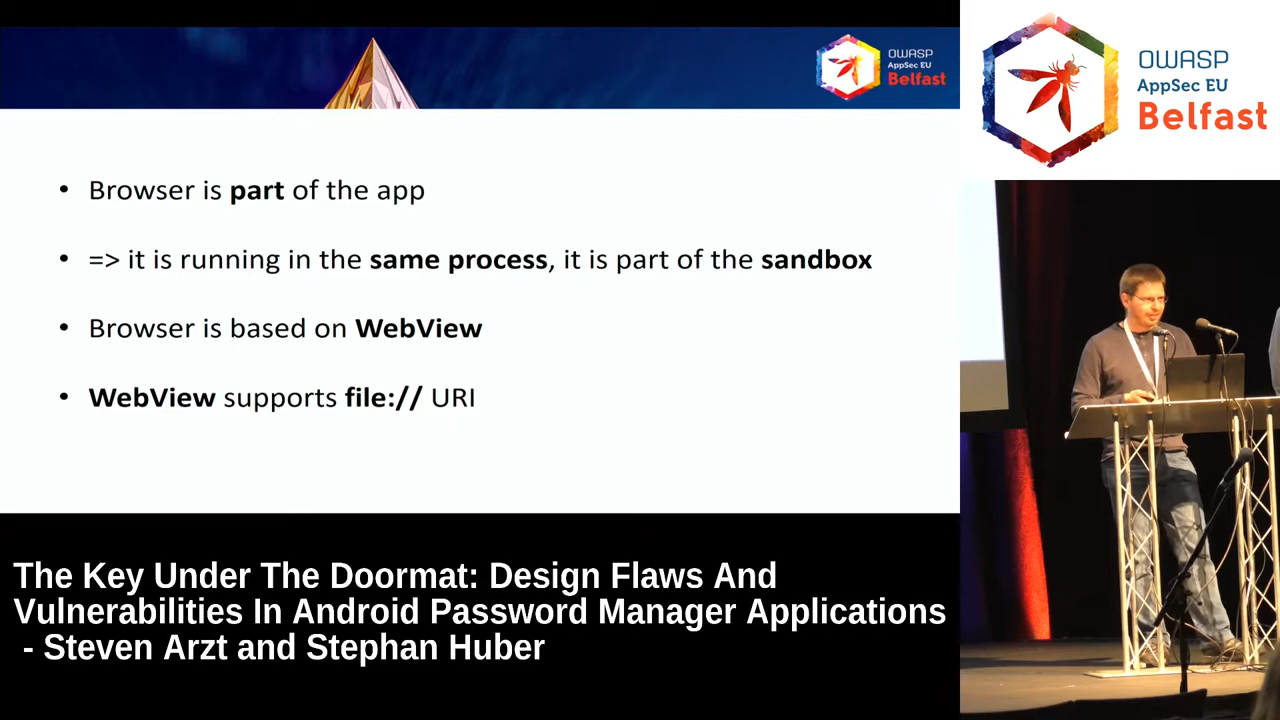 OWASP
AppSec EU
Belfast
OWASP
AppSec EU
Belfast
• Browser is part of the app
• => it is running in the same process, it is part of the sandbox
• Browser is based on WebView
• WebView supports file:// URI
The Key Under The Doormat: Design Flaws And
Vulnerabilities In Android Password Manager Applications
- Steven Arzt and Stephan Huber